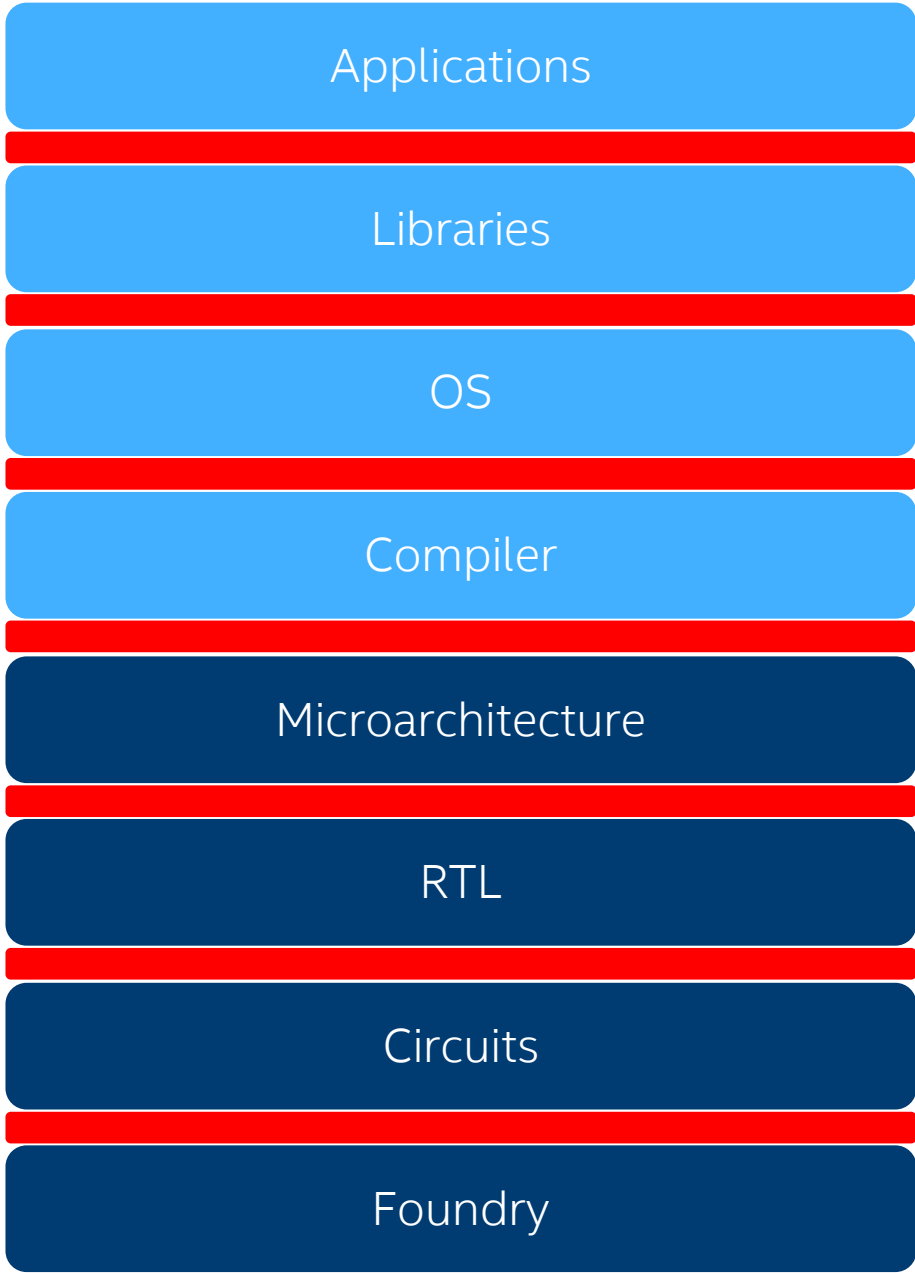 Applications
Libraries
OS
Compiler
Microarchitecture
RTL
Circuits
Foundry